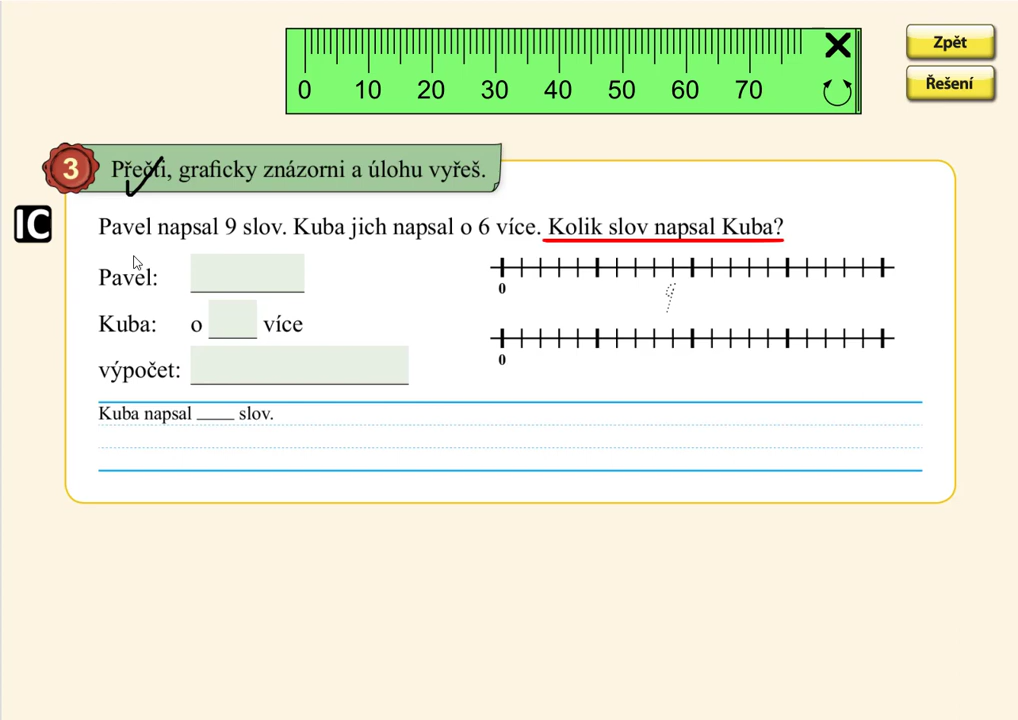 0 10 20 30 40 50 60 70
Zpět
Řešení
3 Přečti, graficky znázorni a úlohu vyřeš.
IC
Pavel napsal 9 slov. Kuba jich napsal o 6 více. Kolik slov napsal Kuba?
Pavel:
0
9
Kuba: o více
0
výpočet:
Kuba napsal ____ slov.